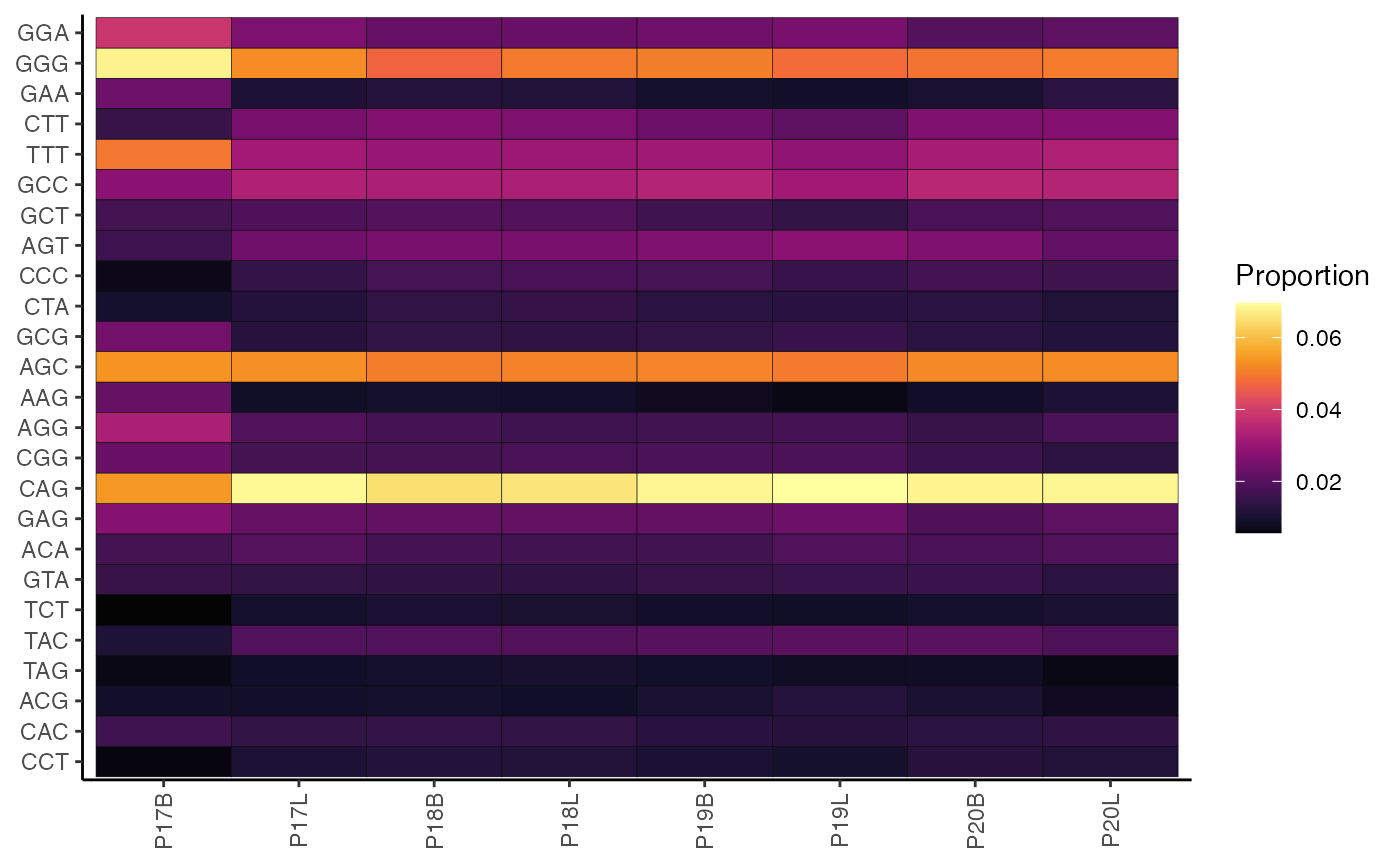 GGA
GGG
GAA
CTT
TTT
GCC
GCT
AGT
CCC
CTA
GCG
AGC
AAG
AGG
CGG
CAG
GAG
ACA
GTA
TCT
TAC
TAG
ACG
CAC
CCT
P17B
P17L
P18B
P18L
P19B
P19L
P20B
P20L
Proportion
0.06
0.04
0.02